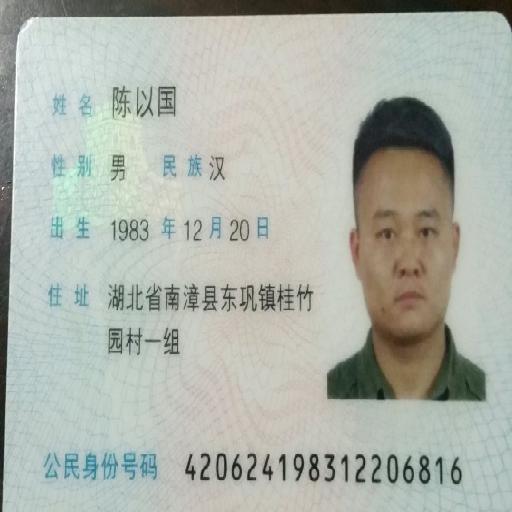 姓名 陈以国
性别 男 民族 汉
出生 1983 年 12 月 20 日
住址 湖北省南漳县东巩镇桂竹
园村一组
公民身份号码 420624198312206816